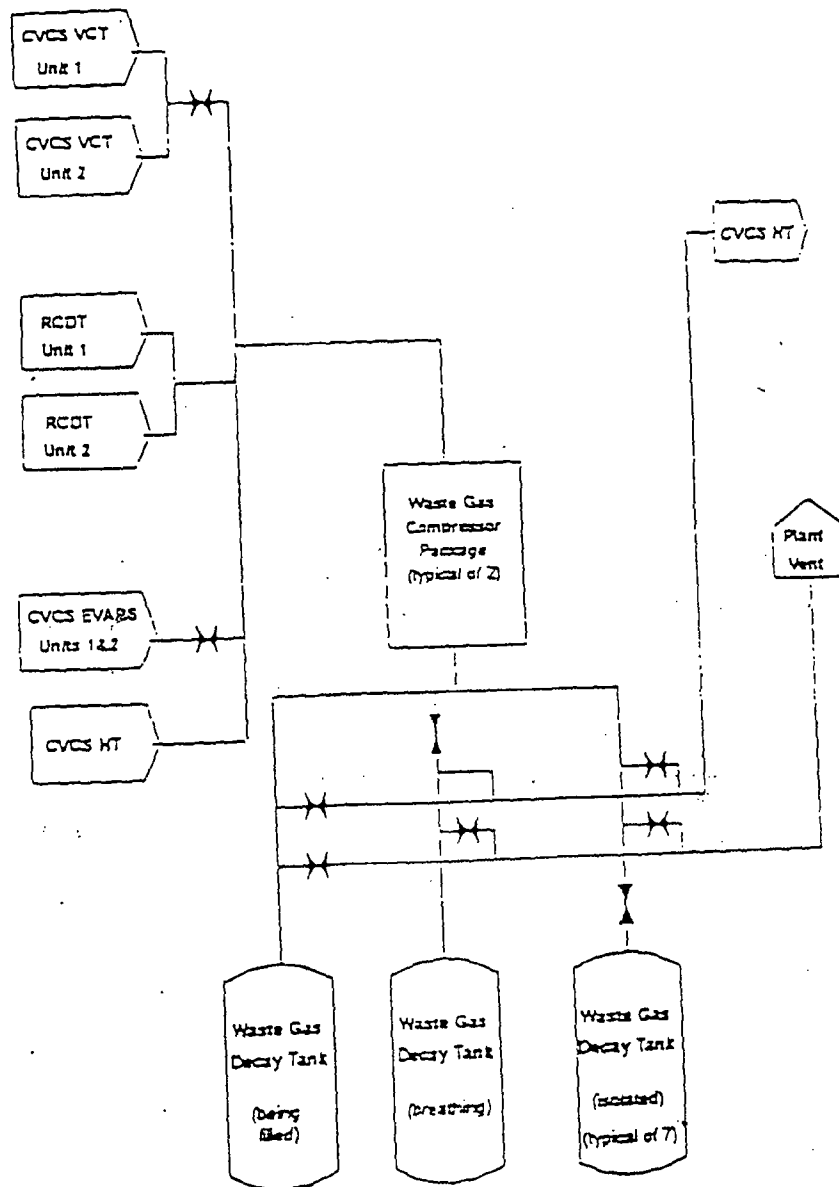 CVCS VCT
Unit 1
CVCS VCT
Unit 2
CVCS HT
RCDT
Unit 1
RCDT
Unit 2
Waste Gas
Compressor
Package
(typical of 2)
Plant
Vent
CVCS EVAPS
Units 1&2
CVCS HT
Waste Gas
Decay Tank
(being
filled)
Waste Gas
Decay Tank
(breathing)
Waste Gas
Decay Tank
(isolated)
(typical of 7)